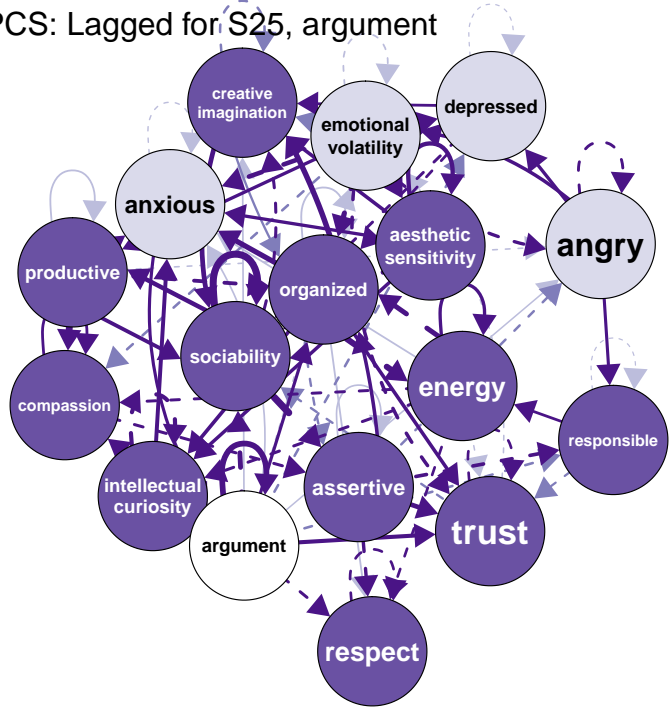 PCS: Lagged for S25, argument
creative
imagination
emotional
volatility
depressed
anxious
angry
aesthetic
sensitivity
productive
organized
sociability
energy
compassion
responsible
intellectual
curiosity
assertive
argument
trust
respect